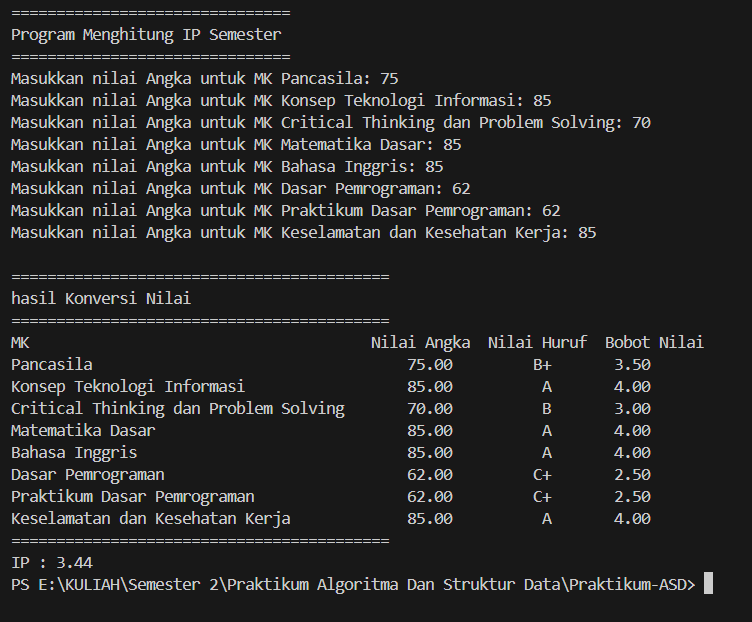 ===============================
Program Menghitung IP Semester
===============================
Masukkan nilai Angka untuk MK Pancasila: 75
Masukkan nilai Angka untuk MK Konsep Teknologi Informasi: 85
Masukkan nilai Angka untuk MK Critical Thinking dan Problem Solving: 70
Masukkan nilai Angka untuk MK Matematika Dasar: 85
Masukkan nilai Angka untuk MK Bahasa Inggris: 85
Masukkan nilai Angka untuk MK Dasar Pemrograman: 62
Masukkan nilai Angka untuk MK Praktikum Dasar Pemrograman: 62
Masukkan nilai Angka untuk MK Keselamatan dan Kesehatan Kerja: 85

==========================================
hasil Konversi Nilai
==========================================
MK                                      Nilai Angka  Nilai Huruf  Bobot Nilai
Pancasila                                   75.00         B+       3.50
Konsep Teknologi Informasi                  85.00          A       4.00
Critical Thinking dan Problem Solving       70.00          B       3.00
Matematika Dasar                            85.00          A       4.00
Bahasa Inggris                              85.00          A       4.00
Dasar Pemrograman                           62.00         C+       2.50
Praktikum Dasar Pemrograman                 62.00         C+       2.50
Keselamatan dan Kesehatan Kerja             85.00          A       4.00
==========================================
IP : 3.44
PS E:\KULIAH\Semester 2\Praktikum Algoritma Dan Struktur Data\Praktikum-ASD>